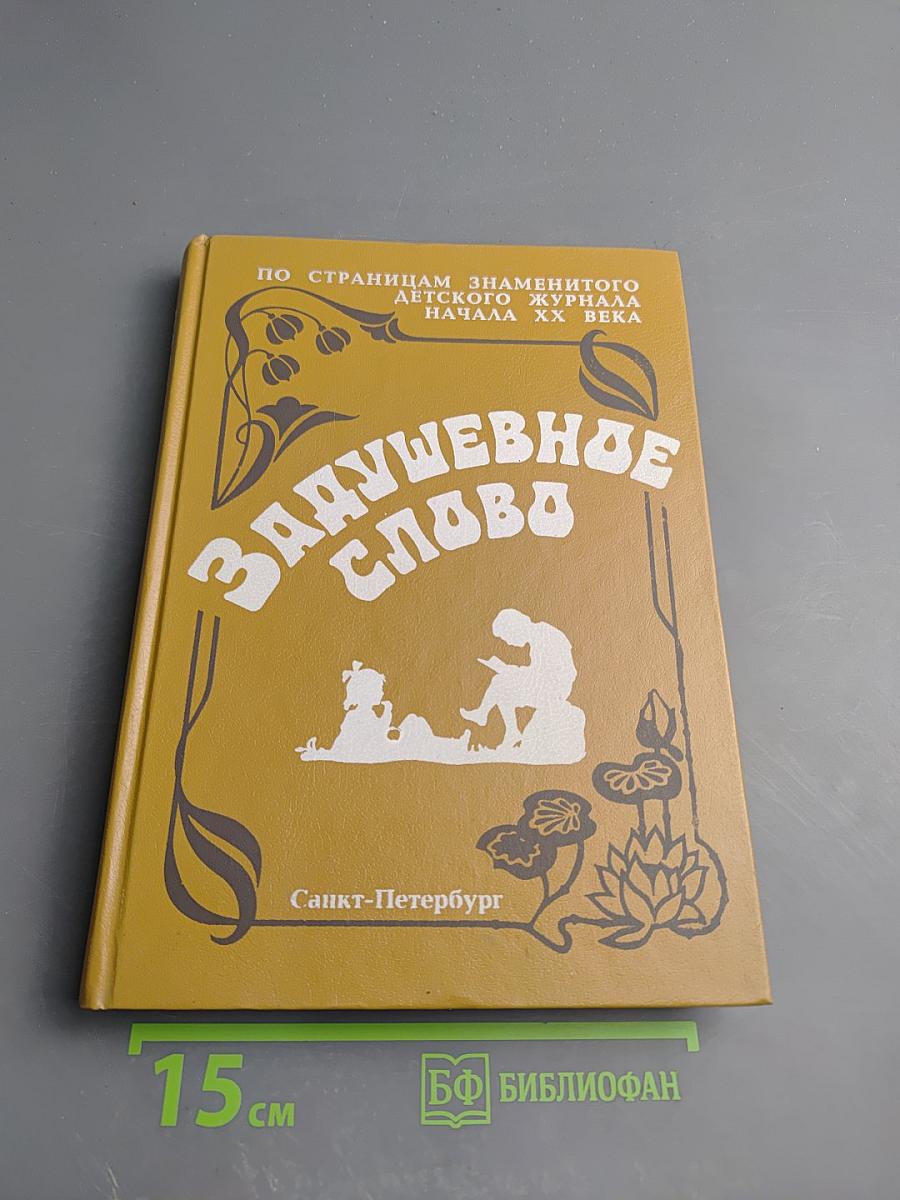 ПО СТРАНИЦАМ ЗНАМЕНИТОГО
ДЕТСКОГО ЖУРНАЛА
НАЧАЛА XX ВЕКА
ЗАДУШЕВНОЕ
СЛОВО
Санкт-Петербург
15 см
БФ БИБЛИОФАН